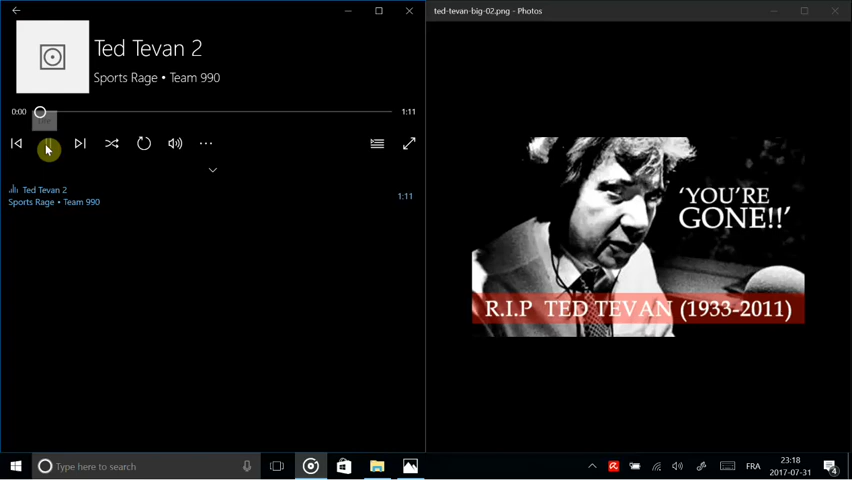 ted-tevan-big-02.png - Photos
Ted Tevan 2
Sports Rage • Team 990
0:00
1:11
Ted Tevan 2
Sports Rage • Team 990
1:11
'YOU'RE
GONE!!'
R.I.P TED TEVAN (1933-2011)
Type here to search
FRA
23:18
2017-07-31
4